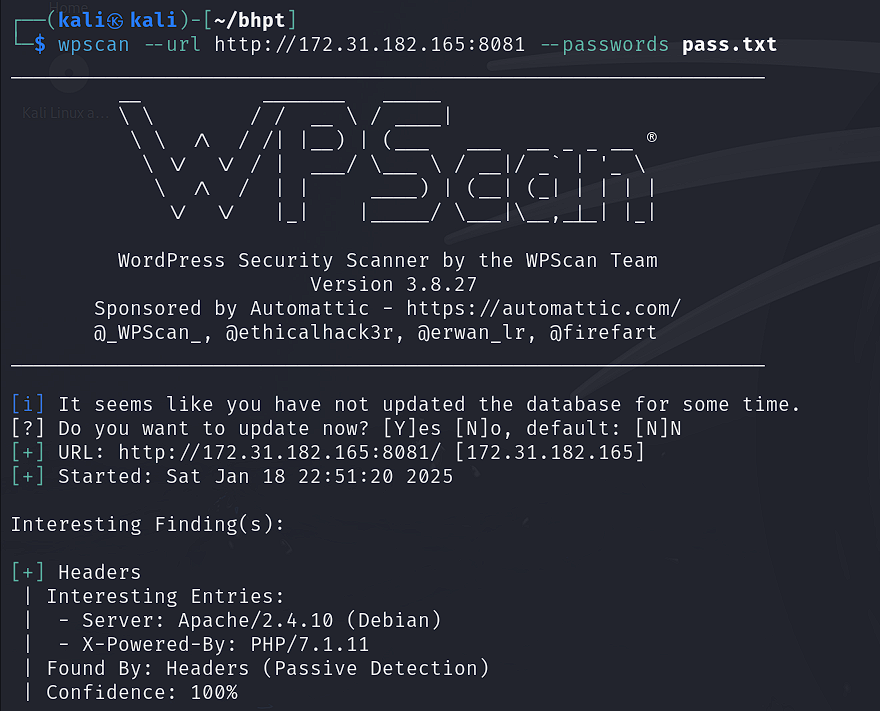 Home
┌──(kali㉿kali)-[~/bhpt]
└─$ wpscan --url http://172.31.182.165:8081 --passwords pass.txt
Kali Linux a...
WPScan®
WordPress Security Scanner by the WPScan Team
Version 3.8.27
Sponsored by Automattic - https://automattic.com/
@_WPScan_, @ethicalhack3r, @erwan_lr, @firefart
[i] It seems like you have not updated the database for some time.
[?] Do you want to update now? [Y]es [N]o, default: [N]N
[+] URL: http://172.31.182.165:8081/ [172.31.182.165]
[+] Started: Sat Jan 18 22:51:20 2025
Interesting Finding(s):
[+] Headers
| Interesting Entries:
|  - Server: Apache/2.4.10 (Debian)
|  - X-Powered-By: PHP/7.1.11
| Found By: Headers (Passive Detection)
| Confidence: 100%